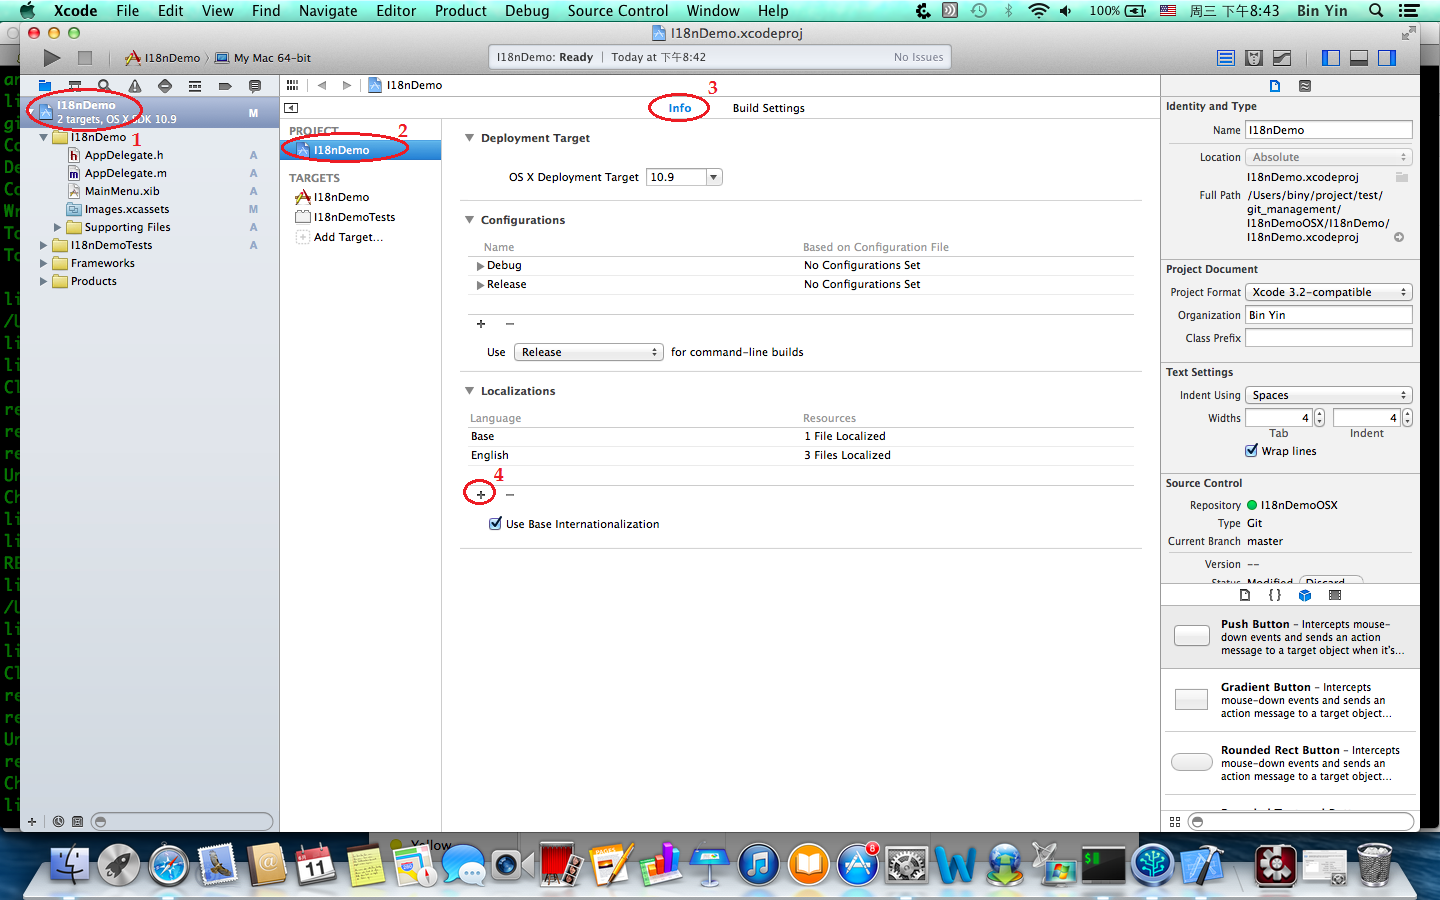 Xcode File Edit View Find Navigate Editor Product Debug Source Control Window Help 100% 周三 下午8:43 Bin Yin
I18nDemo.xcodeproj
I18nDemo My Mac 64-bit
I18nDemo: Ready Today at 下午8:42 No Issues
I18nDemo
I18nDemo
2 targets, OS X SDK 10.9
M
1
I18nDemo
AppDelegate.h A
AppDelegate.m A
MainMenu.xib A
Images.xcassets M
Supporting Files A
I18nDemoTests A
Frameworks
Products
Info 3 Build Settings
PROJECT 2
I18nDemo
TARGETS
I18nDemo
I18nDemoTests
Add Target...
Deployment Target
OS X Deployment Target 10.9
Configurations
Name Based on Configuration File
Debug No Configurations Set
Release No Configurations Set
+ −
Use Release for command-line builds
Localizations
Language Resources
Base 1 File Localized
English 3 Files Localized
4
+ −
Use Base Internationalization
Identity and Type
Name I18nDemo
Location Absolute
I18nDemo.xcodeproj
Full Path /Users/biny/project/test/
git_management/
I18nDemoOSX/I18nDemo/
I18nDemo.xcodeproj
Project Document
Project Format Xcode 3.2-compatible
Organization Bin Yin
Class Prefix
Text Settings
Indent Using Spaces
Widths 4 4
Tab Indent
Wrap lines
Source Control
Repository I18nDemoOSX
Type Git
Current Branch master
Version --
Status Modified Discard...
{ }
Push Button - Intercepts mouse-
down events and sends an action
message to a target object when it's...
Gradient Button - Intercepts
mouse-down events and sends an
action message to a target object...
Rounded Rect Button - Intercepts
mouse-down events and sends an
action message to a target object...
Yellow
11
8